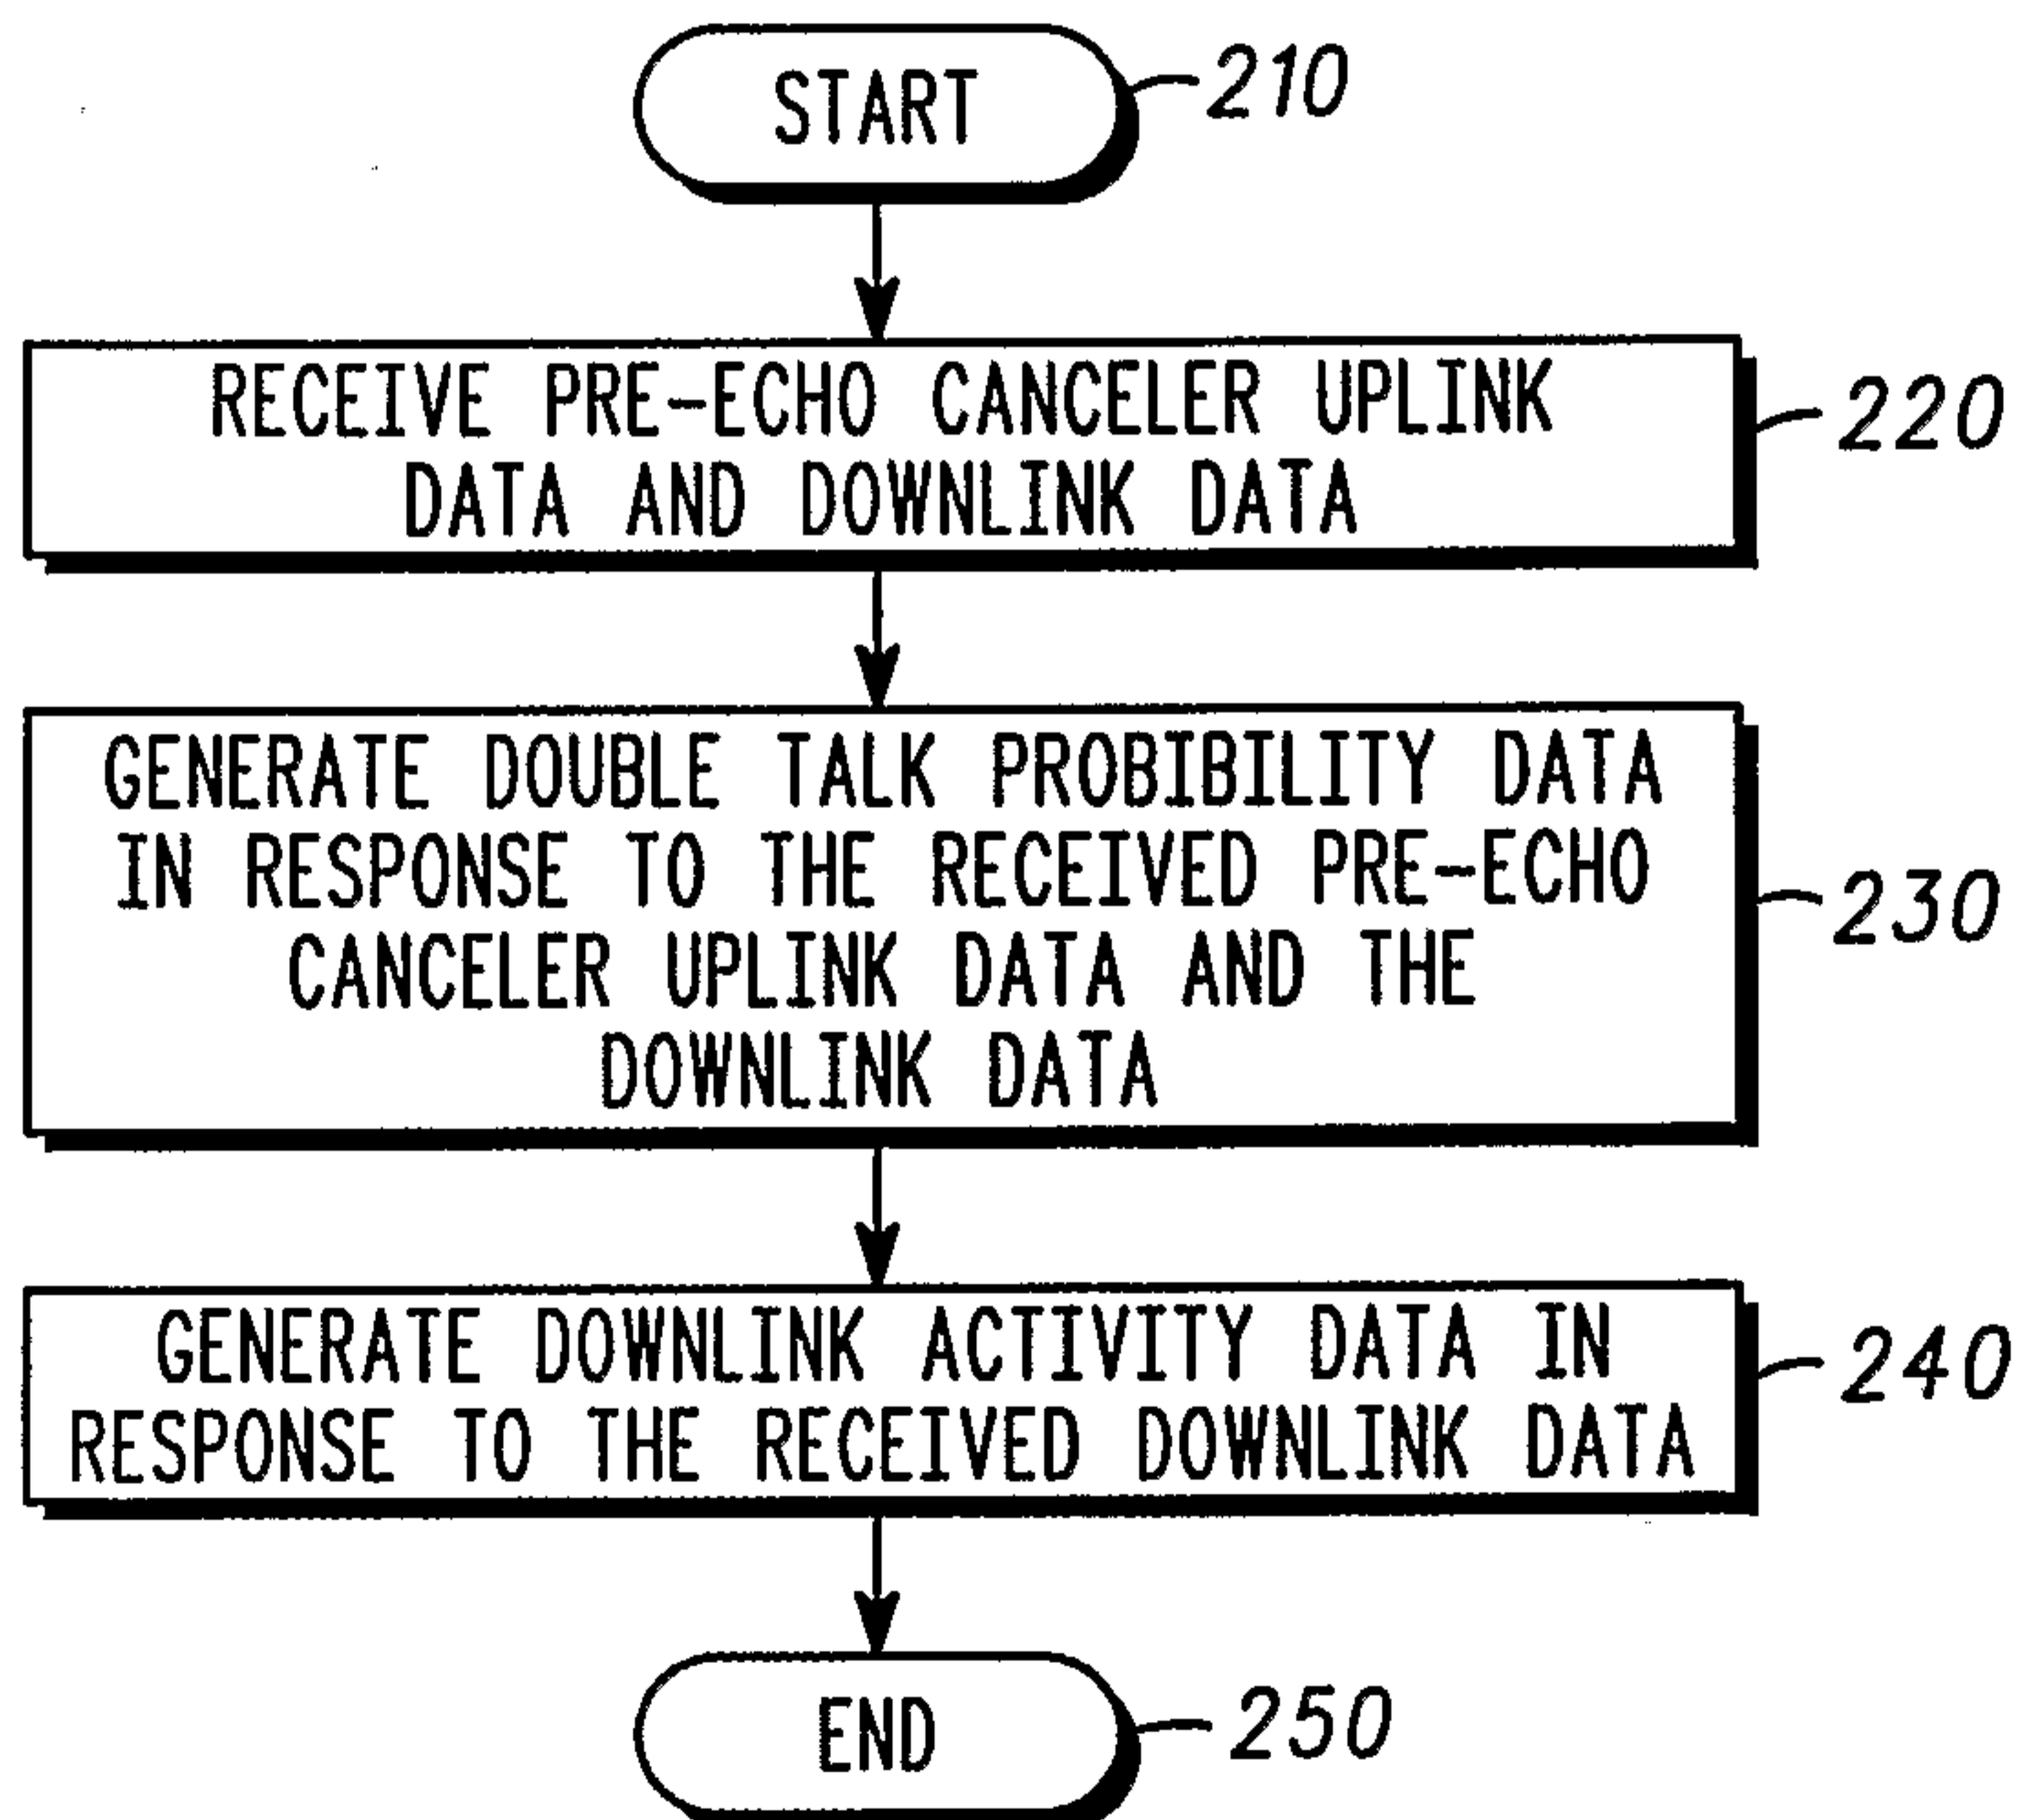 START
210
RECEIVE PRE-ECHO CANCELER UPLINK
DATA AND DOWNLINK DATA
220
GENERATE DOUBLE TALK PROBIBILITY DATA
IN RESPONSE TO THE RECEIVED PRE-ECHO
CANCELER UPLINK DATA AND THE
DOWNLINK DATA
230
GENERATE DOWNLINK ACTIVITY DATA IN
RESPONSE TO THE RECEIVED DOWNLINK DATA
240
END
250